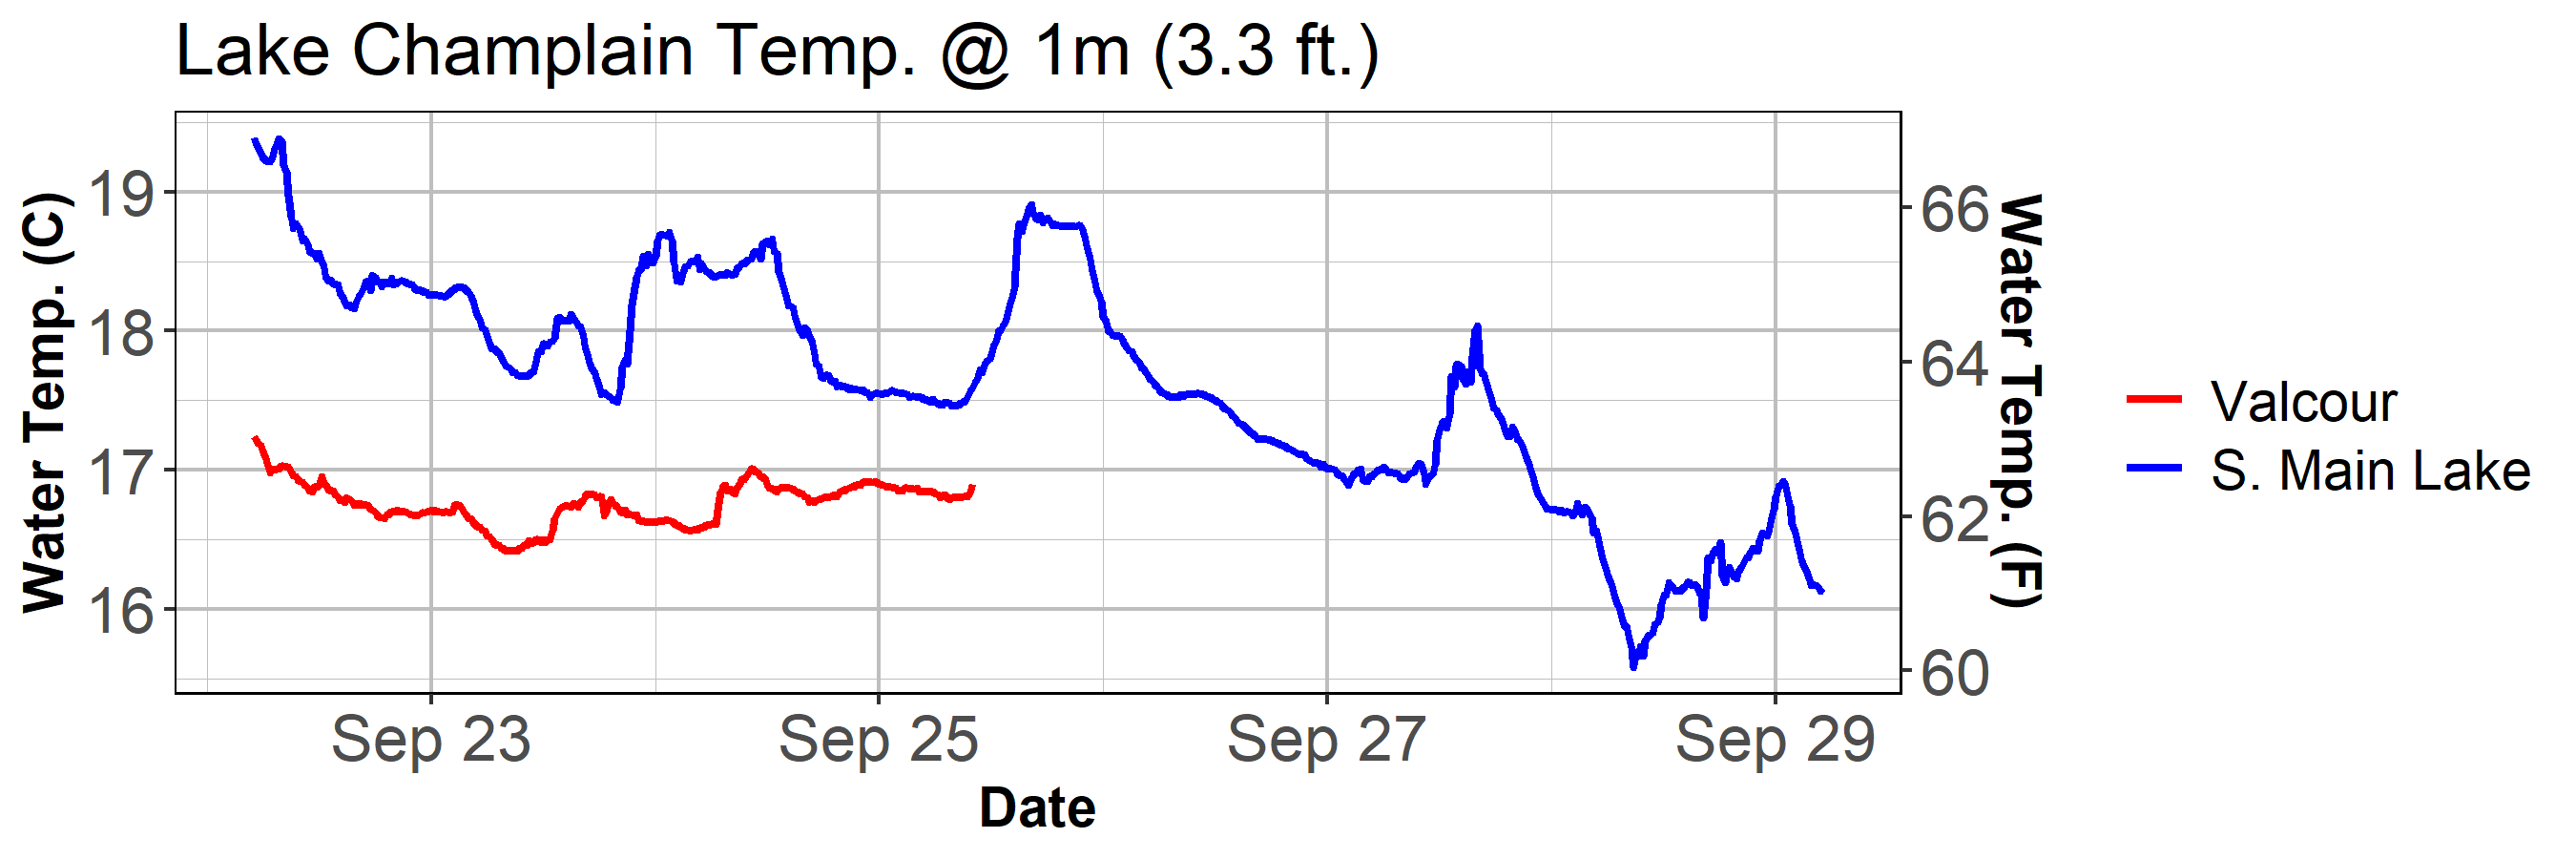 Lake Champlain Temp. @ 1m (3.3 ft.)
Water Temp. (C)
19
18
17
16
66
64
62
60
Water Temp. (F)
Sep 23
Sep 25
Sep 27
Sep 29
Date
Valcour
S. Main Lake